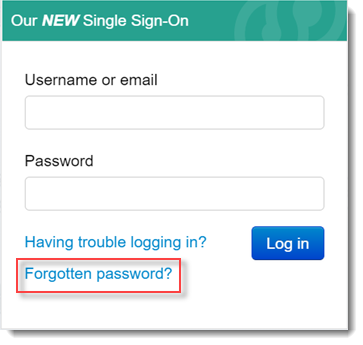 Our NEW Single Sign-On
Username or email
Password
Having trouble logging in?
Log in
Forgotten password?